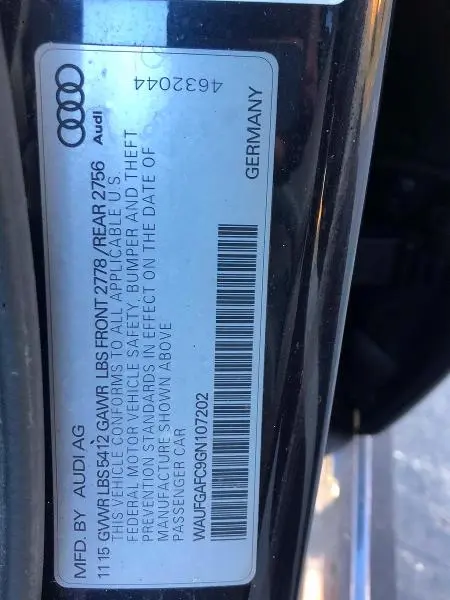 MFD. BY AUDI AG
Audi
11 15 GVWR LBS 5412 GAWR LBS FRONT 2778 / REAR 2756
THIS VEHICLE CONFORMS TO ALL APPLICABLE U.S.
FEDERAL MOTOR VEHICLE SAFETY, BUMPER AND THEFT
PREVENTION STANDARDS IN EFFECT ON THE DATE OF
MANUFACTURE SHOWN ABOVE
PASSENGER CAR
WAUFGAFC9GN107202
4632044
GERMANY